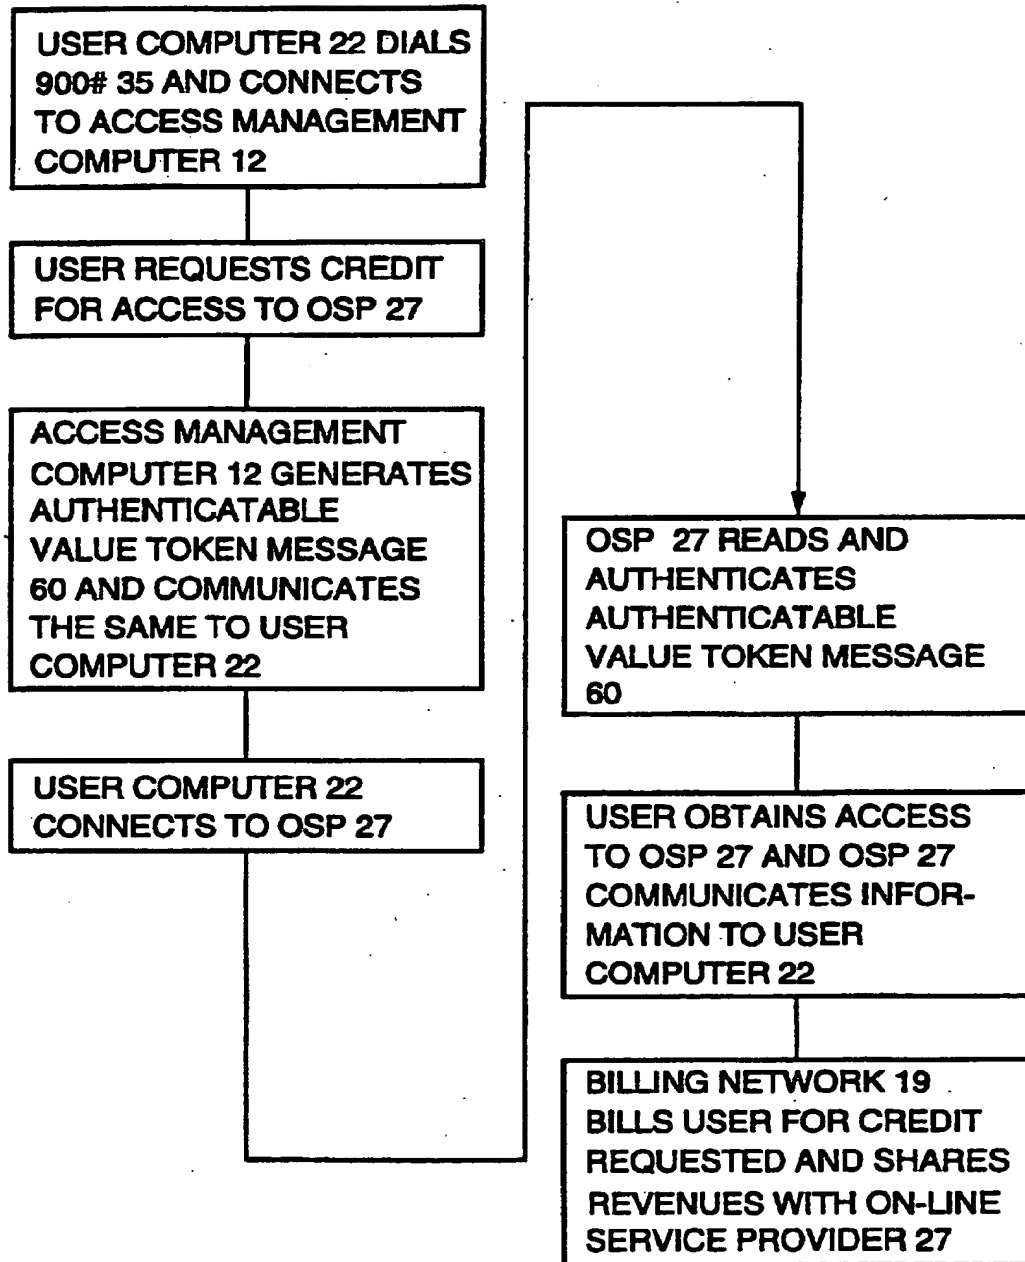 USER COMPUTER 22 DIALS
900# 35 AND CONNECTS
TO ACCESS MANAGEMENT
COMPUTER 12
USER REQUESTS CREDIT
FOR ACCESS TO OSP 27
ACCESS MANAGEMENT
COMPUTER 12 GENERATES
AUTHENTICATABLE
VALUE TOKEN MESSAGE
60 AND COMMUNICATES
THE SAME TO USER
COMPUTER 22
USER COMPUTER 22
CONNECTS TO OSP 27
OSP 27 READS AND
AUTHENTICATES
AUTHENTICATABLE
VALUE TOKEN MESSAGE
60
USER OBTAINS ACCESS
TO OSP 27 AND OSP 27
COMMUNICATES INFOR-
MATION TO USER
COMPUTER 22
BILLING NETWORK 19
BILLS USER FOR CREDIT
REQUESTED AND SHARES
REVENUES WITH ON-LINE
SERVICE PROVIDER 27